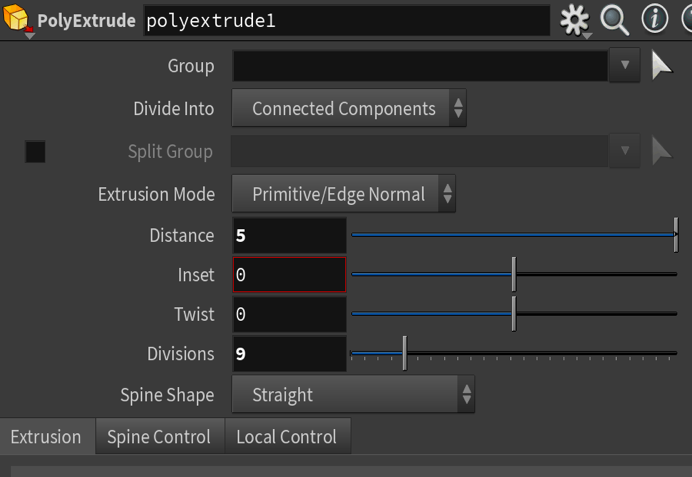 PolyExtrude polyextrude1
Group
Divide Into Connected Components
Split Group
Extrusion Mode Primitive/Edge Normal
Distance 5
Inset 0
Twist 0
Divisions 9
Spine Shape Straight
Extrusion Spine Control Local Control